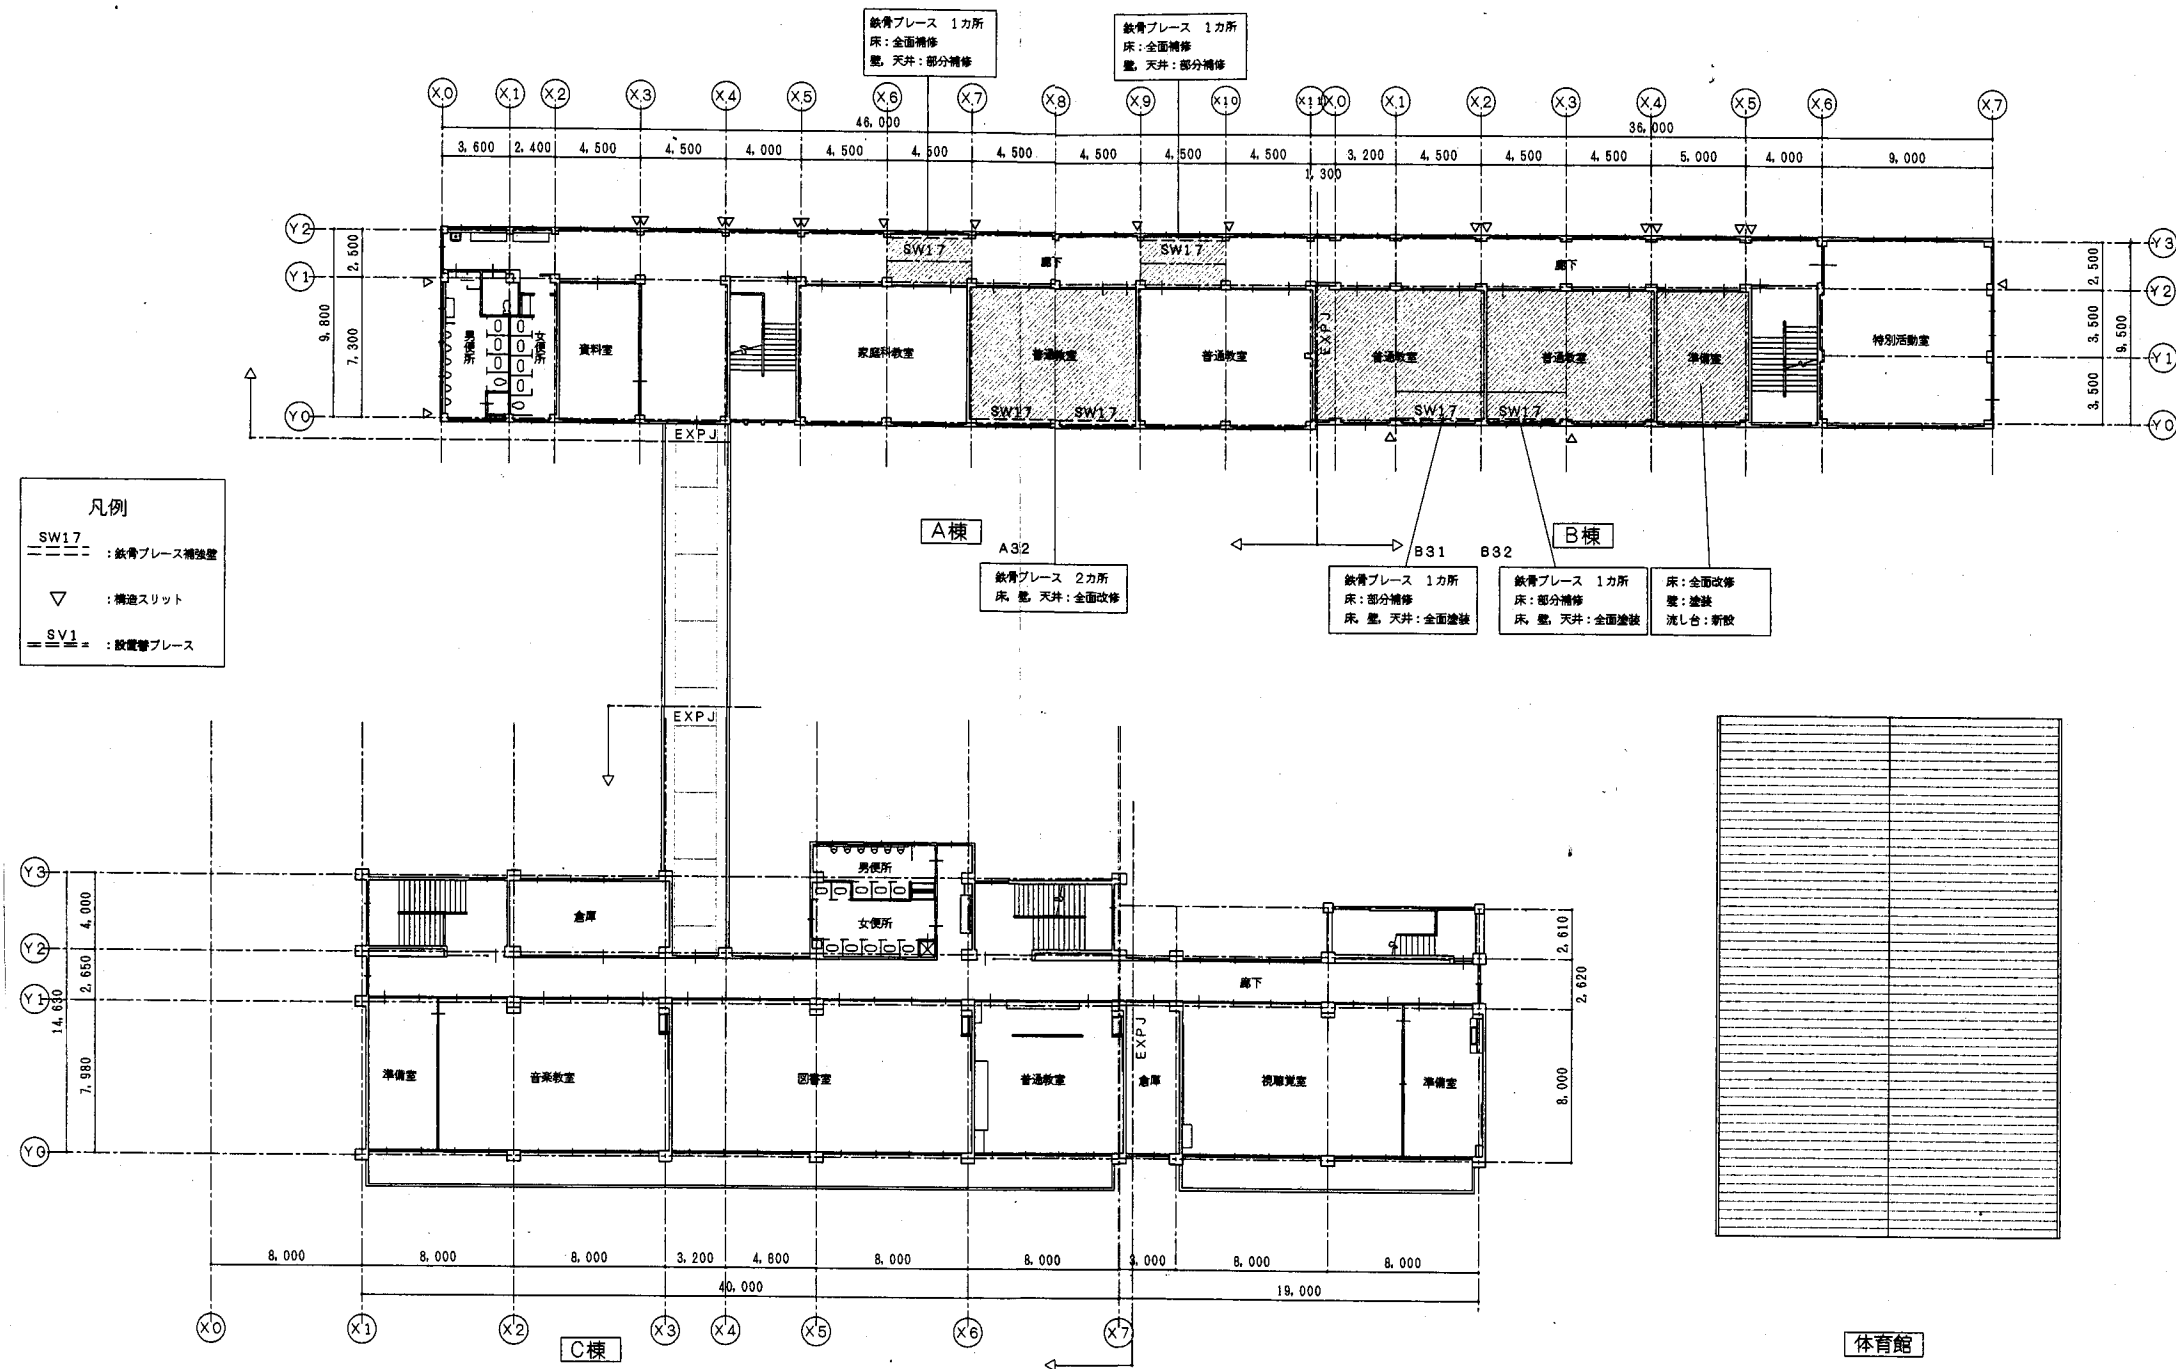 鉄骨ブレース 1カ所
床:全面補修
壁, 天井:部分補修
鉄骨ブレース 1カ所
床:全面補修
壁, 天井:部分補修
X0 X1 X2 X3 X4 X5 X6 X7 X8 X9 X10 X11 X0 X1 X2 X3 X4 X5 X6 X7
46,000 36,000
3,600 2,400 4,500 4,500 4,000 4,500 4,500 4,500 4,500 4,500 4,500 3,200 4,500 4,500 4,500 5,000 4,000 9,000
1,300
Y2
Y1
Y0
2,500
7,300
9,800
SW17 廊下 SW17 廊下
男便所 女便所 資料室 家庭科教室 普通教室 普通教室 EXPJ 普通教室 普通教室 準備室 特別活動室
SW17 SW17 SW17 SW17
Y3
Y2
Y1
Y0
2,500
3,500
3,500
9,500
EXPJ
凡例
SW17 :鉄骨ブレース補強壁
▽ :構造スリット
SV1 :設置替ブレース
A棟
B棟
A32
鉄骨ブレース 2カ所
床, 壁, 天井:全面改修
B31 B32
鉄骨ブレース 1カ所
床:部分補修
床, 壁, 天井:全面塗装
鉄骨ブレース 1カ所
床:部分補修
床, 壁, 天井:全面塗装
床:全面改修
壁:塗装
流し台:新設
EXPJ
Y3
Y2
Y1
Y0
4,000
2,650
7,980
14,630
倉庫
男便所
女便所
廊下
2,610
2,620
8,000
準備室 音楽教室 図書室 普通教室 EXPJ 倉庫 視聴覚室 準備室
8,000 8,000 8,000 3,200 4,800 8,000 8,000 3,000 8,000 8,000
40,000 19,000
X0 X1 X2 X3 X4 X5 X6 X7
C棟
体育館